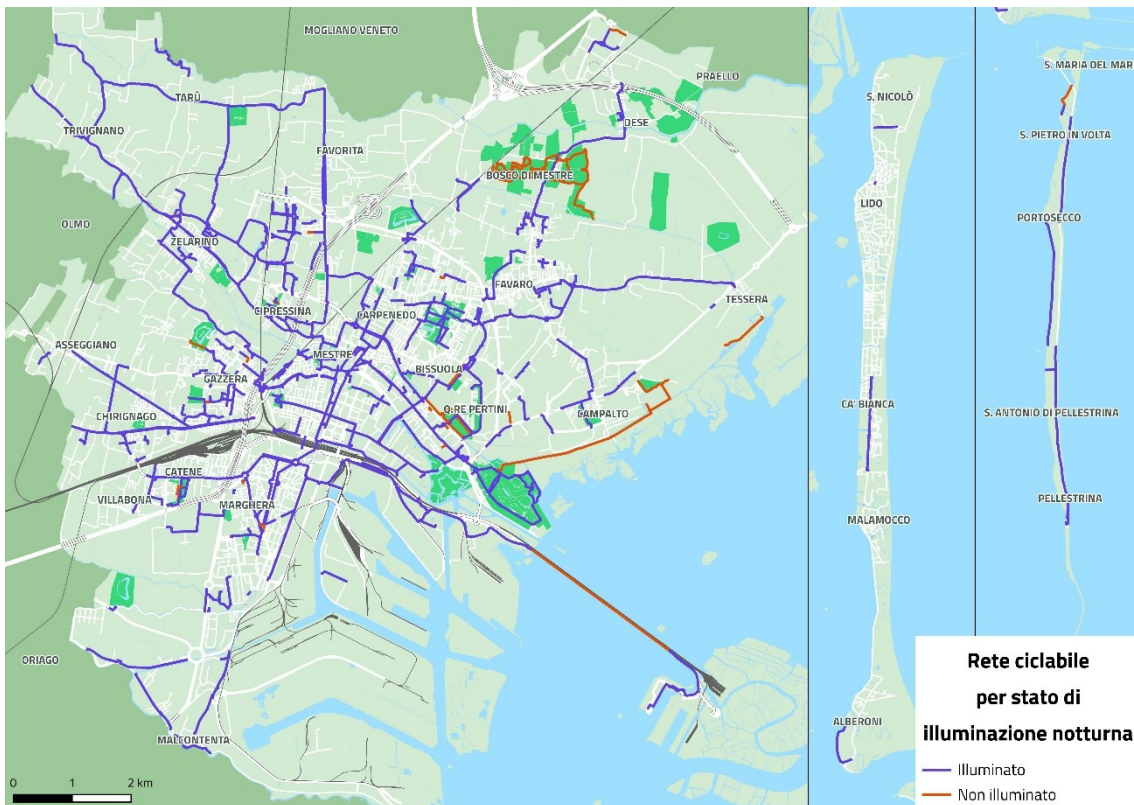 MOGLIANO VENETO
PRAELLO
S. MARIA DEL MAR
TARÙ
S. NICOLÒ
TRIVIGNANO
DESE
S. PIETRO IN VOLTA
FAVORITA
BOSCO DI MESTRE
LIDO
PORTOSECCO
OLMO
ZELARINO
FAVARO
TESSERA
CIPRESSINA
CARPENEDO
ASSEGGIANO
MESTRE
BISSUOLA
GAZZERA
CA' BIANCA
CHIRIGNAGO
Q.RE PERTINI
CAMPALTO
S. ANTONIO DI PELLESTRINA
CATENE
VILLABONA
MARGHERA
PELLESTRINA
MALAMOCCO
ORIAGO
ALBERONI
MALCONTENTA
Rete ciclabile
per stato di
illuminazione notturna
Illuminato
Non illuminato
0 1 2 km